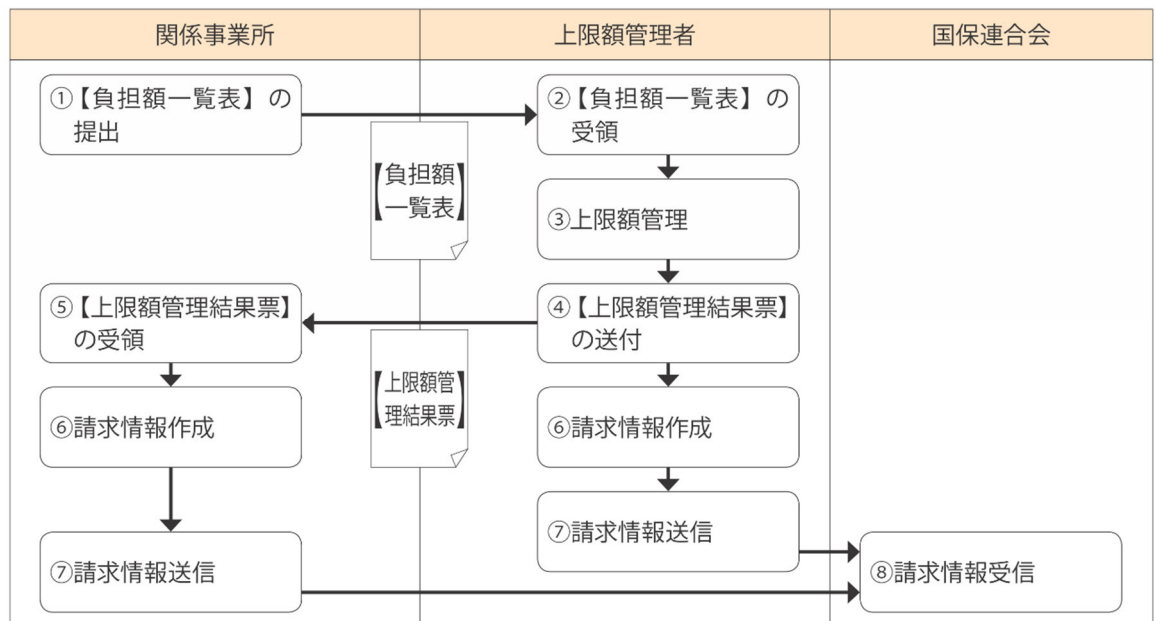 関係事業所
上限額管理者
国保連合会
①【負担額一覧表】の
提出
②【負担額一覧表】の
受領
【負担額
一覧表】
③上限額管理
⑤【上限額管理結果票】
の受領
④【上限額管理結果票】
の送付
【上限額管
理結果票】
⑥請求情報作成
⑥請求情報作成
⑦請求情報送信
⑦請求情報送信
⑧請求情報受信